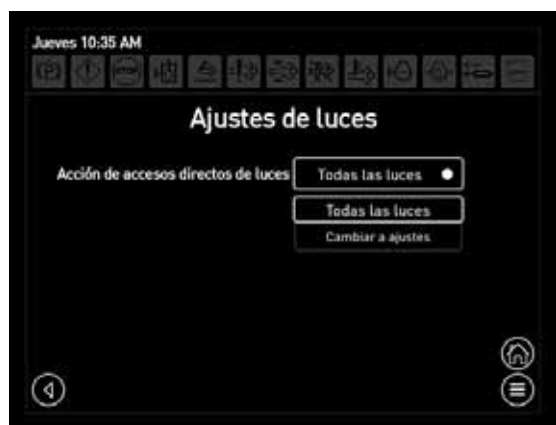 Jueves 10:35 AM
Ajustes de luces
Acción de accesos directos de luces Todas las luces
Todas las luces
Cambiar a ajustes